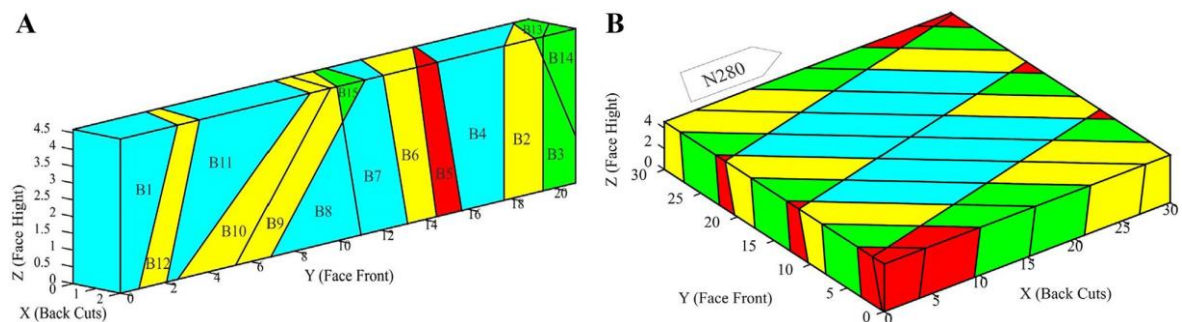 A
B
B13
B14
B15
B4
B2
B3
B5
B6
B7
B8
B9
B10
B11
B1
B12
Z (Face Hight)
4.5
4
3.5
3
2.5
2
1.5
1
0.5
0
0
1
2
X (Back Cuts)
0
2
4
6
8
10
12
14
16
18
20
Y (Face Front)
N280
Z (Face Hight)
4
2
0
30
25
20
15
10
5
0
Y (Face Front)
0
5
10
15
20
25
30
X (Back Cuts)